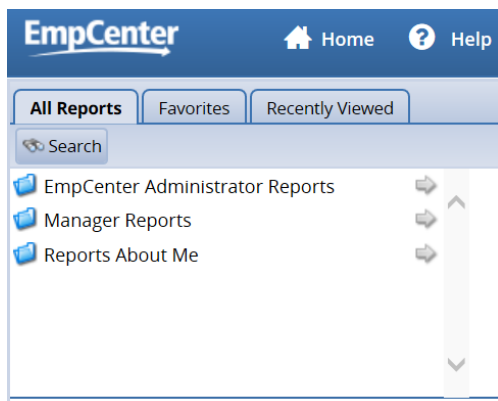 EmpCenter Home ? Help
All Reports Favorites Recently Viewed
Search
EmpCenter Administrator Reports
Manager Reports
Reports About Me